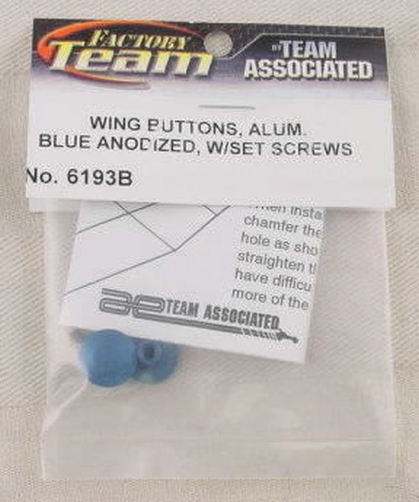 FACTORY
Team
BY TEAM
ASSOCIATED
WING BUTTONS, ALUM.
BLUE ANODIZED, W/SET SCREWS
No. 6193B
chamfer the
hole as sho
straighten t
have difficu
more of the
ae TEAM ASSOCIATED